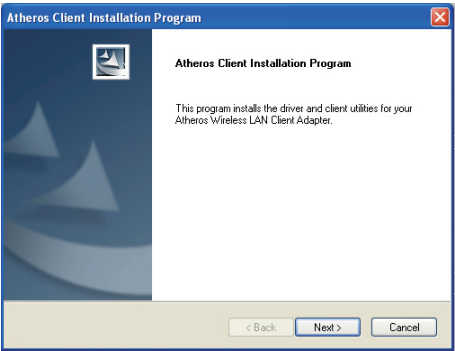 Atheros Client Installation Program
Atheros Client Installation Program
This program installs the driver and client utilities for your
Atheros Wireless LAN Client Adapter.
< Back Next > Cancel